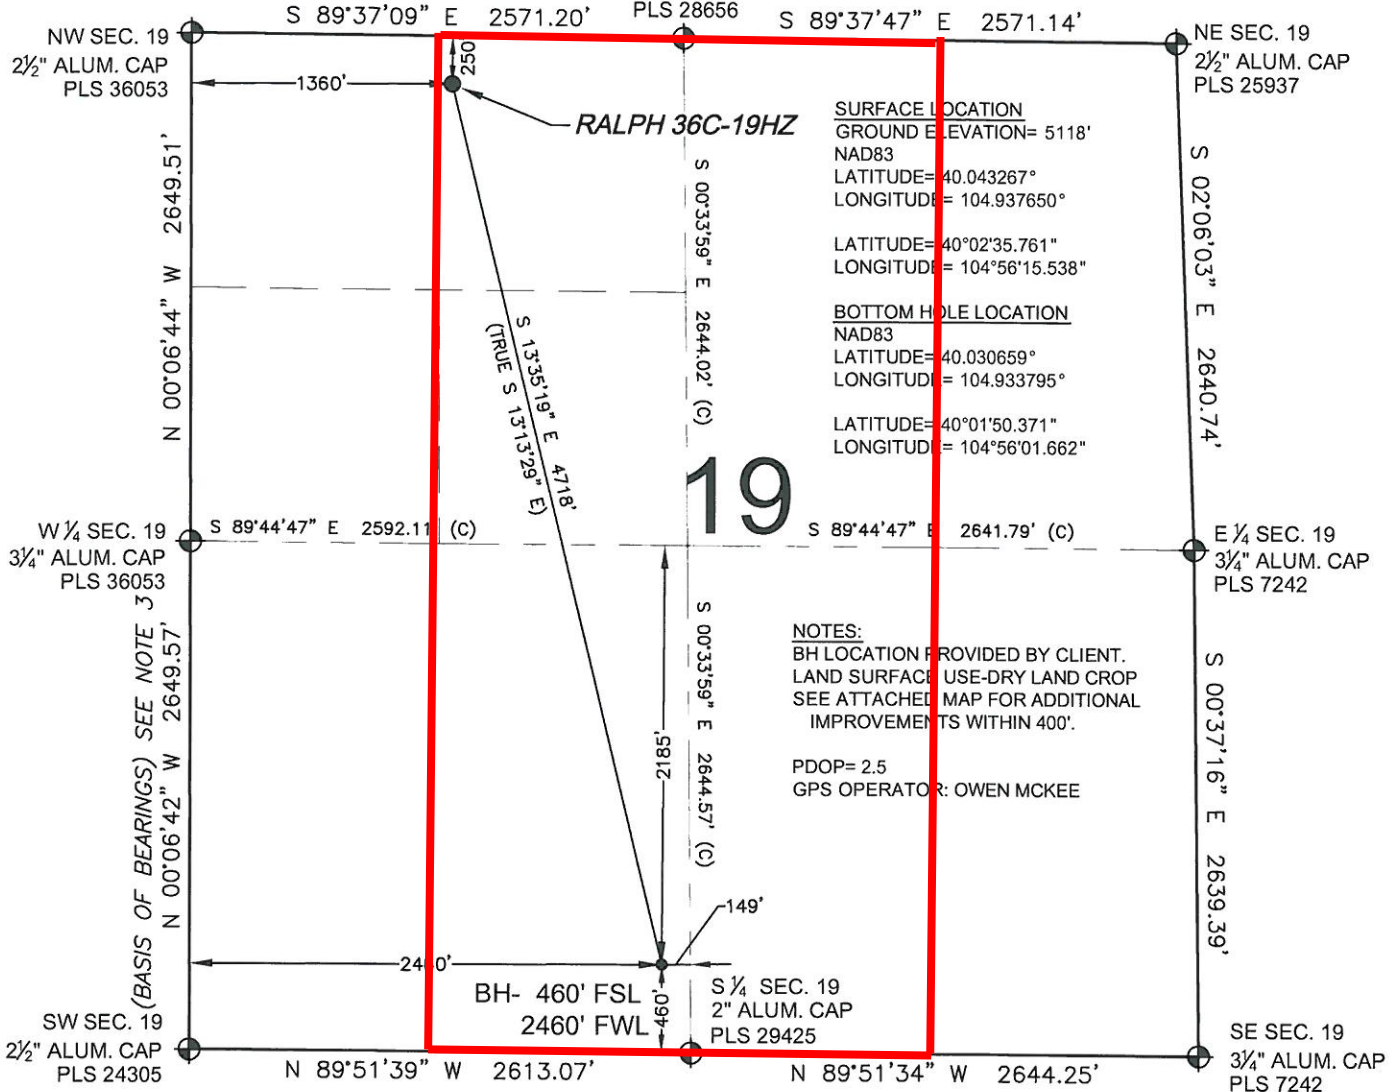 S 89°37'09" E 2571.20'
PLS 28656
S 89°37'47" E 2571.14'
NW SEC. 19
2½" ALUM. CAP
PLS 36053
NE SEC. 19
2½" ALUM. CAP
PLS 25937
250
1360'
RALPH 36C-19HZ
SURFACE LOCATION
GROUND ELEVATION= 5118'
NAD83
LATITUDE= 40.043267°
LONGITUDE= 104.937650°
LATITUDE= 40°02'35.761"
LONGITUDE= 104°56'15.538"
BOTTOM HOLE LOCATION
NAD83
LATITUDE= 40.030659°
LONGITUDE= 104.933795°
LATITUDE= 40°01'50.371"
LONGITUDE= 104°56'01.662"
N 00°06'44" W 2649.51'
S 00°33'59" E 2644.02' (C)
S 02°06'03" E 2640.74'
S 13°35'19" E 4718'
(TRUE S 13°13'29" E)
19
W ¼ SEC. 19
3¼" ALUM. CAP
PLS 36053
S 89°44'47" E 2592.11 (C)
S 89°44'47" E 2641.79' (C)
E ¼ SEC. 19
3¼" ALUM. CAP
PLS 7242
(BASIS OF BEARINGS) SEE NOTE 3
N 00°06'42" W 2649.57'
2185'
S 00°33'59" E 2644.57' (C)
S 00°37'16" E 2639.39'
NOTES:
BH LOCATION PROVIDED BY CLIENT.
LAND SURFACE USE-DRY LAND CROP
SEE ATTACHED MAP FOR ADDITIONAL
IMPROVEMENTS WITHIN 400'.
PDOP= 2.5
GPS OPERATOR: OWEN MCKEE
149'
2460'
BH- 460' FSL
2460' FWL
460'
S ¼ SEC. 19
2" ALUM. CAP
PLS 29425
SW SEC. 19
2½" ALUM. CAP
PLS 24305
N 89°51'39" W 2613.07'
N 89°51'34" W 2644.25'
SE SEC. 19
3¼" ALUM. CAP
PLS 7242